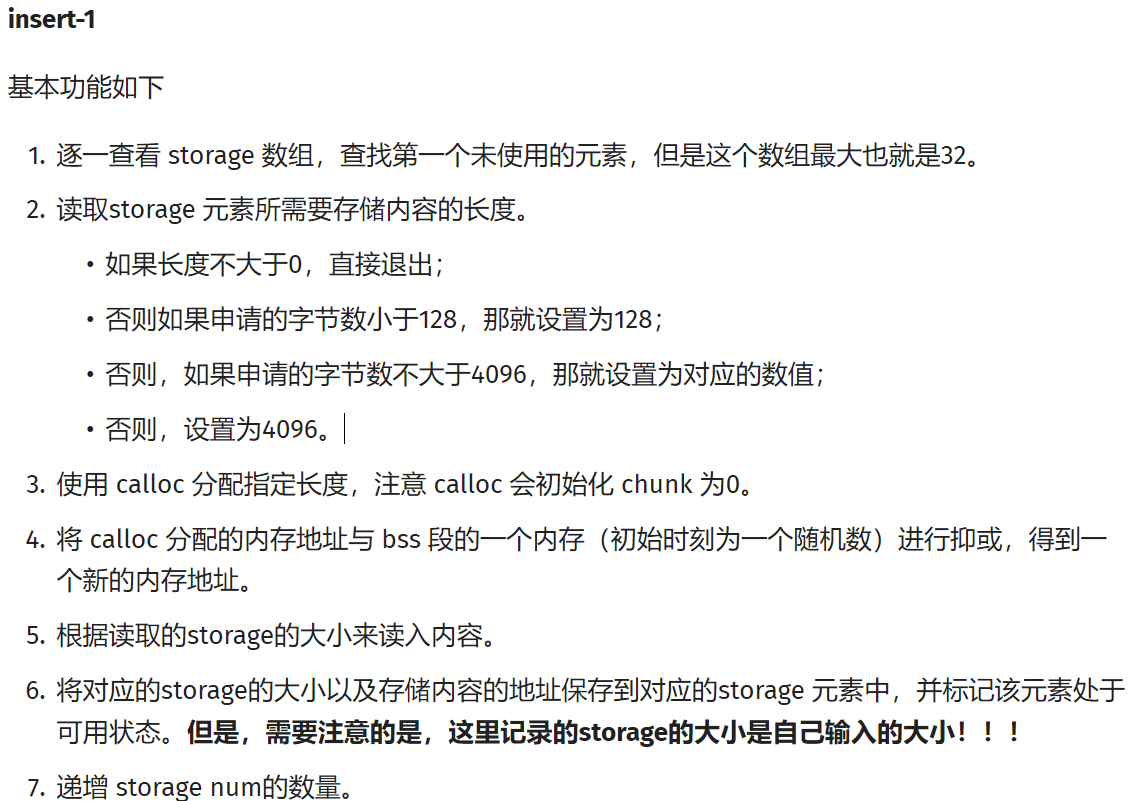 insert-1
基本功能如下
1. 逐一查看 storage 数组，查找第一个未使用的元素，但是这个数组最大也就是32。
2. 读取storage 元素所需要存储内容的长度。
• 如果长度不大于0，直接退出；
• 否则如果申请的字节数小于128，那就设置为128；
• 否则，如果申请的字节数不大于4096，那就设置为对应的数值；
• 否则，设置为4096。
3. 使用 calloc 分配指定长度，注意 calloc 会初始化 chunk 为0。
4. 将 calloc 分配的内存地址与 bss 段的一个内存（初始时刻为一个随机数）进行抑或，得到一
个新的内存地址。
5. 根据读取的storage的大小来读入内容。
6. 将对应的storage的大小以及存储内容的地址保存到对应的storage 元素中，并标记该元素处于
可用状态。但是，需要注意的是，这里记录的storage的大小是自己输入的大小！！！
7. 递增 storage num的数量。